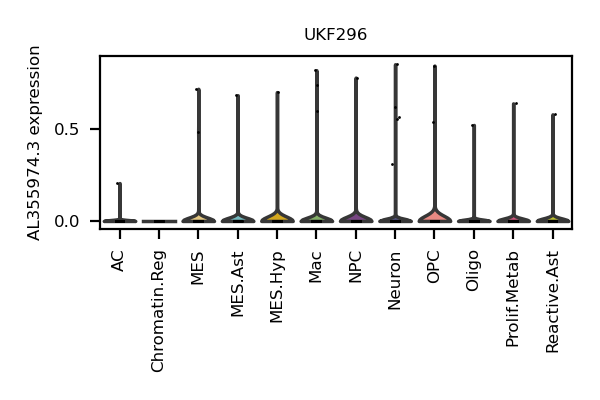 UKF296
AL355974.3 expression
0.5
0.0
AC
Chromatin.Reg
MES
MES.Ast
MES.Hyp
Mac
NPC
Neuron
OPC
Oligo
Prolif.Metab
Reactive.Ast